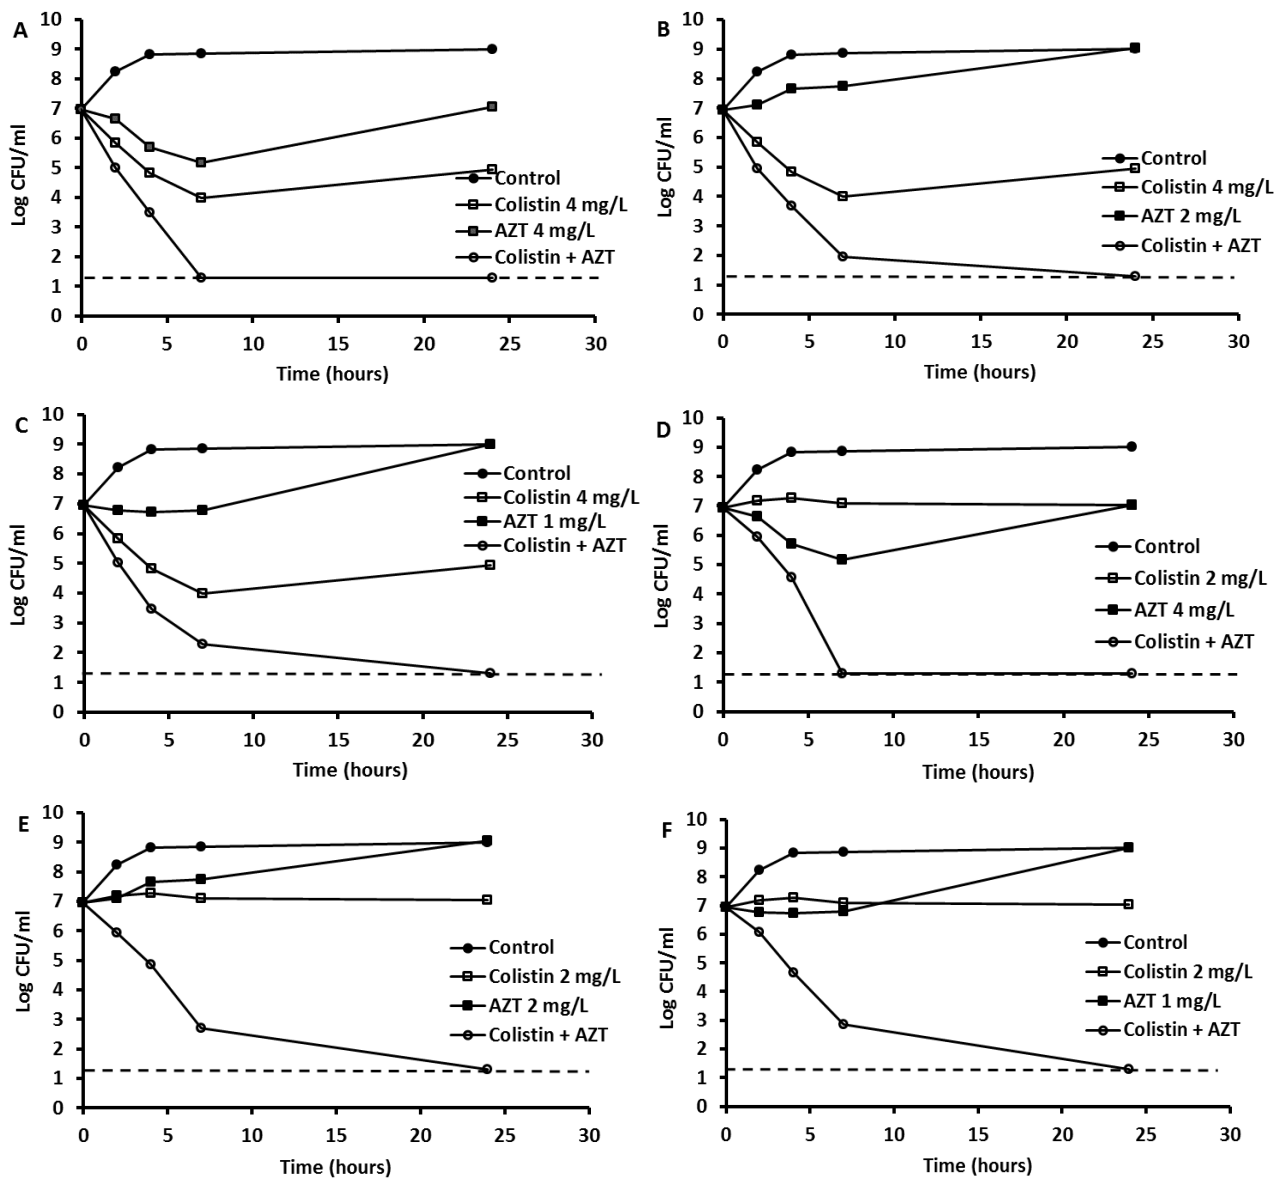 A
10
9
8
7
6
5
4
3
2
1
0
Log CFU/ml
0 5 10 15 20 25 30
Time (hours)
Control
Colistin 4 mg/L
AZT 4 mg/L
Colistin + AZT
B
10
9
8
7
6
5
4
3
2
1
0
Log CFU/ml
0 5 10 15 20 25 30
Time (hours)
Control
Colistin 4 mg/L
AZT 2 mg/L
Colistin + AZT
C
10
9
8
7
6
5
4
3
2
1
0
Log CFU/ml
0 5 10 15 20 25 30
Time (hours)
Control
Colistin 4 mg/L
AZT 1 mg/L
Colistin + AZT
D
10
9
8
7
6
5
4
3
2
1
0
Log CFU/ml
0 5 10 15 20 25 30
Time (hours)
Control
Colistin 2 mg/L
AZT 4 mg/L
Colistin + AZT
E
10
9
8
7
6
5
4
3
2
1
0
Log CFU/ml
0 5 10 15 20 25 30
Time (hours)
Control
Colistin 2 mg/L
AZT 2 mg/L
Colistin + AZT
F
10
9
8
7
6
5
4
3
2
1
0
Log CFU/ml
0 5 10 15 20 25 30
Time (hours)
Control
Colistin 2 mg/L
AZT 1 mg/L
Colistin + AZT